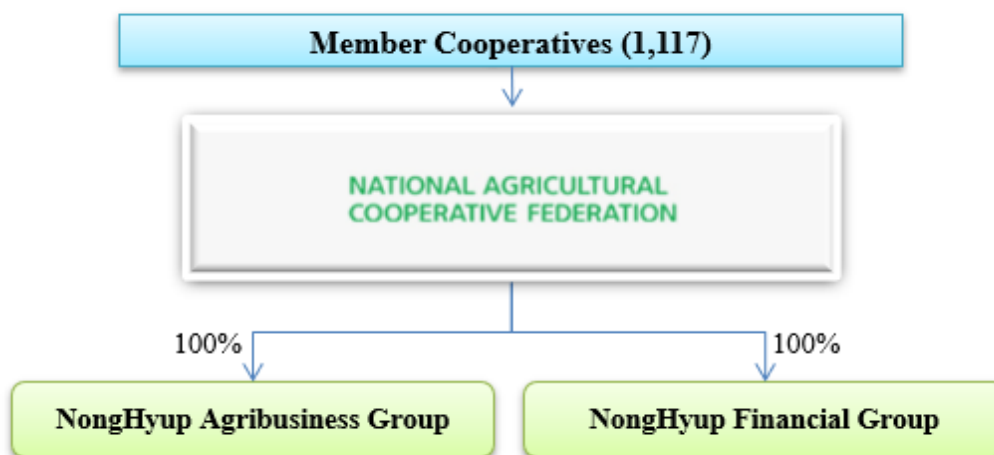 Member Cooperatives (1,117)
NATIONAL AGRICULTURAL
COOPERATIVE FEDERATION
100%
100%
NongHyup Agribusiness Group
NongHyup Financial Group